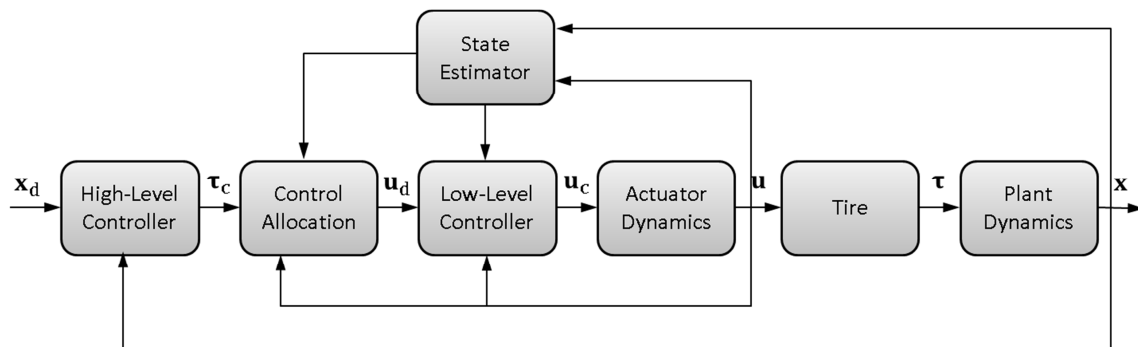 State
Estimator
x_d
High-Level
Controller
τ_c
Control
Allocation
u_d
Low-Level
Controller
u_c
Actuator
Dynamics
u
Tire
τ
Plant
Dynamics
x